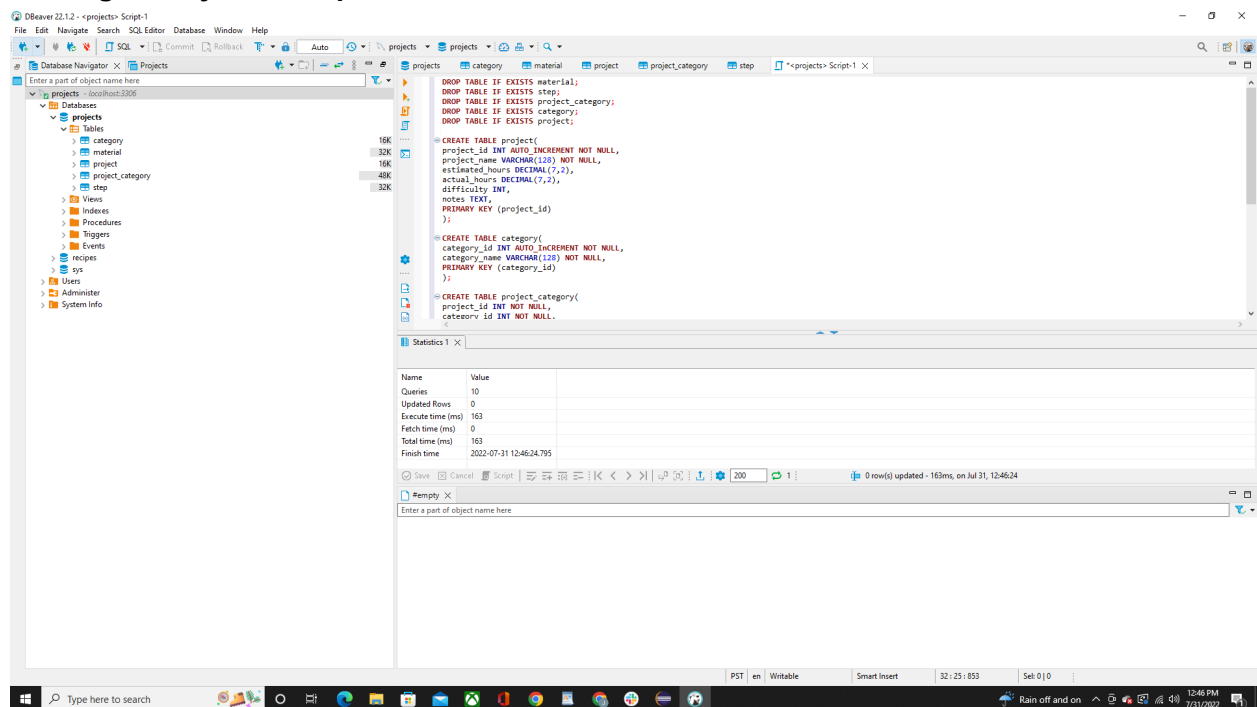 DBeaver 22.1.2 - <projects> Script-1
File Edit Navigate Search SQL Editor Database Window Help
SQL Commit Rollback Auto projects projects
Database Navigator Projects
projects category material project project_category step *<projects> Script-1
Enter a part of object name here
projects - localhost:3306
Databases
projects
Tables
category 16K
material 32K
project 16K
project_category 48K
step 32K
Views
Indexes
Procedures
Triggers
Events
recipes
sys
Users
Administer
System Info
DROP TABLE IF EXISTS material;
DROP TABLE IF EXISTS step;
DROP TABLE IF EXISTS project_category;
DROP TABLE IF EXISTS category;
DROP TABLE IF EXISTS project;
CREATE TABLE project(
project_id INT AUTO_INCREMENT NOT NULL,
project_name VARCHAR(128) NOT NULL,
estimated_hours DECIMAL(7,2),
actual_hours DECIMAL(7,2),
difficulty INT,
notes TEXT,
PRIMARY KEY (project_id)
);
CREATE TABLE category(
category_id INT AUTO_InCREMENT NOT NULL,
category_name VARCHAR(128) NOT NULL,
PRIMARY KEY (category_id)
);
CREATE TABLE project_category(
project_id INT NOT NULL,
category_id INT NOT NULL,
Statistics 1
Name Value
Queries 10
Updated Rows 0
Execute time (ms) 163
Fetch time (ms) 0
Total time (ms) 163
Finish time 2022-07-31 12:46:24.795
Save Cancel Script 200 1 0 row(s) updated - 163ms, on Jul 31, 12:46:24
#empty
Enter a part of object name here
PST en Writable Smart Insert 32 : 25 : 853 Sel: 0 | 0
Type here to search
Rain off and on
12:46 PM
7/31/2022